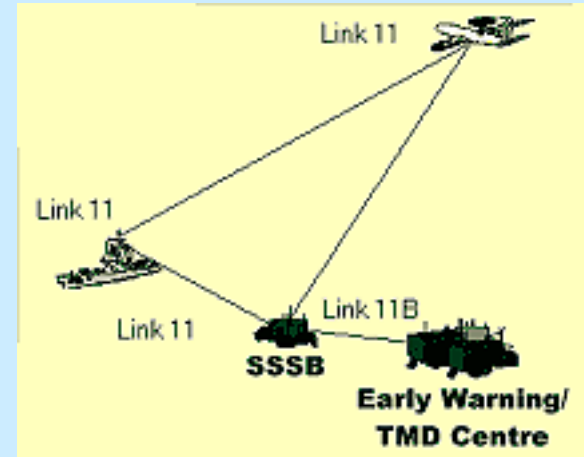 Link 11
Link 11
Link 11
Link 11B
SSSB
Early Warning/
TMD Centre